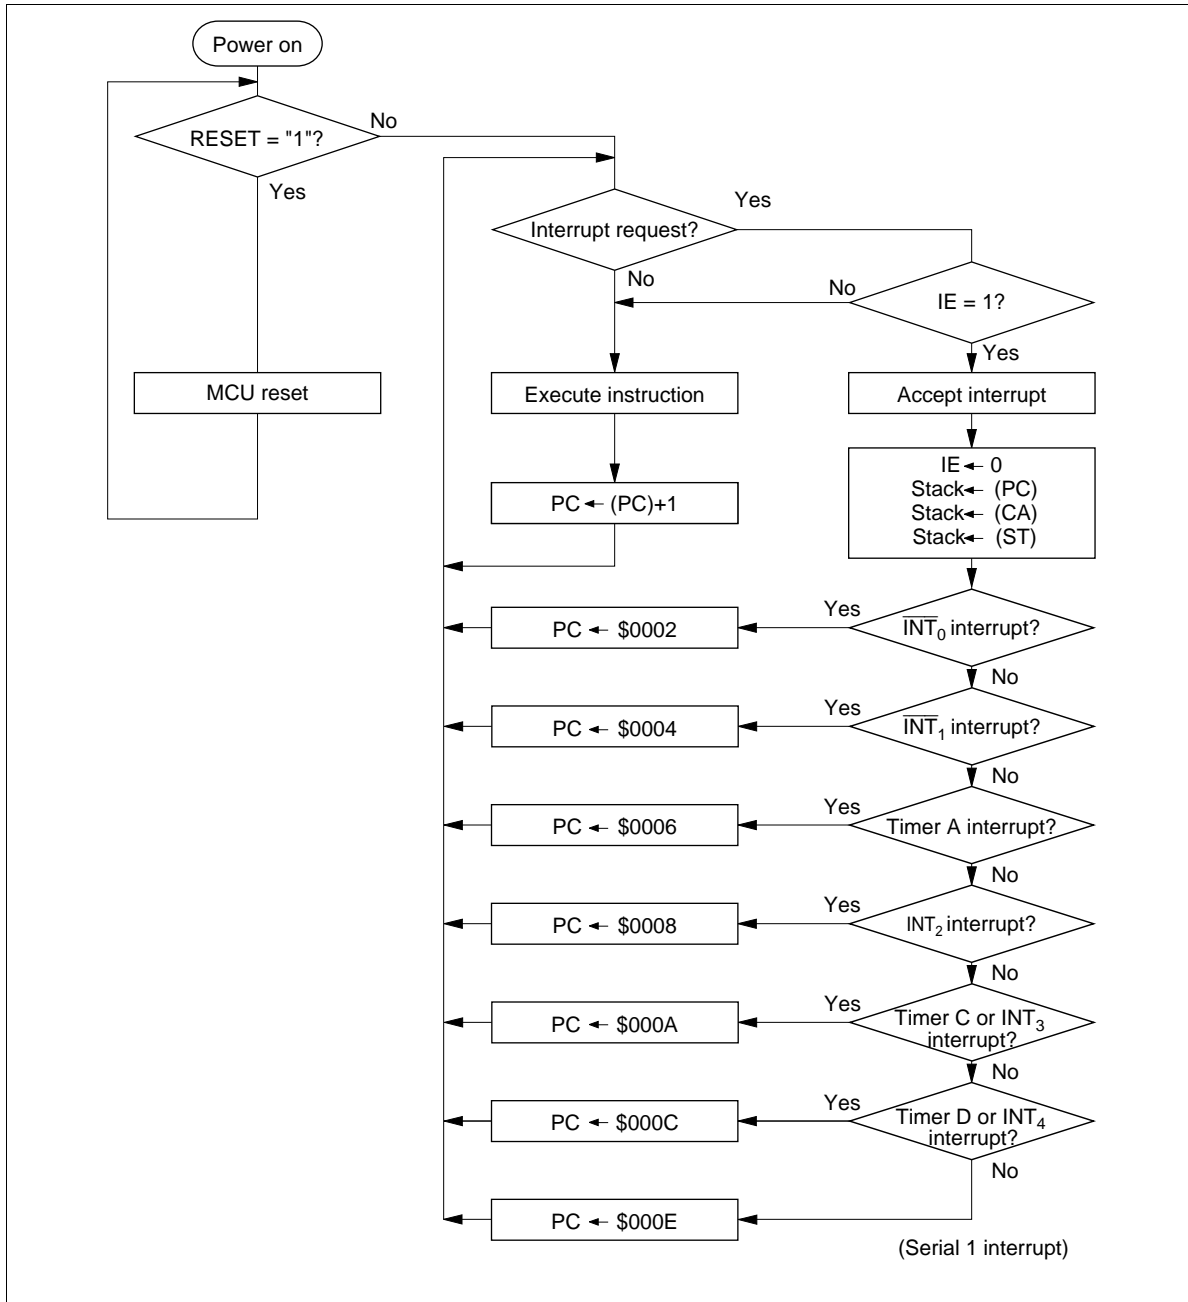 Power on
RESET = "1"?
No
Yes
MCU reset
Interrupt request?
Yes
No
IE = 1?
No
Yes
Execute instruction
Accept interrupt
PC ← (PC)+1
IE ← 0
Stack ← (PC)
Stack ← (CA)
Stack ← (ST)
PC ← $0002
Yes
I̅N̅T̅₀ interrupt?
No
PC ← $0004
Yes
I̅N̅T̅₁ interrupt?
No
PC ← $0006
Yes
Timer A interrupt?
No
PC ← $0008
Yes
INT₂ interrupt?
No
PC ← $000A
Yes
Timer C or INT₃
interrupt?
No
PC ← $000C
Yes
Timer D or INT₄
interrupt?
No
PC ← $000E
(Serial 1 interrupt)